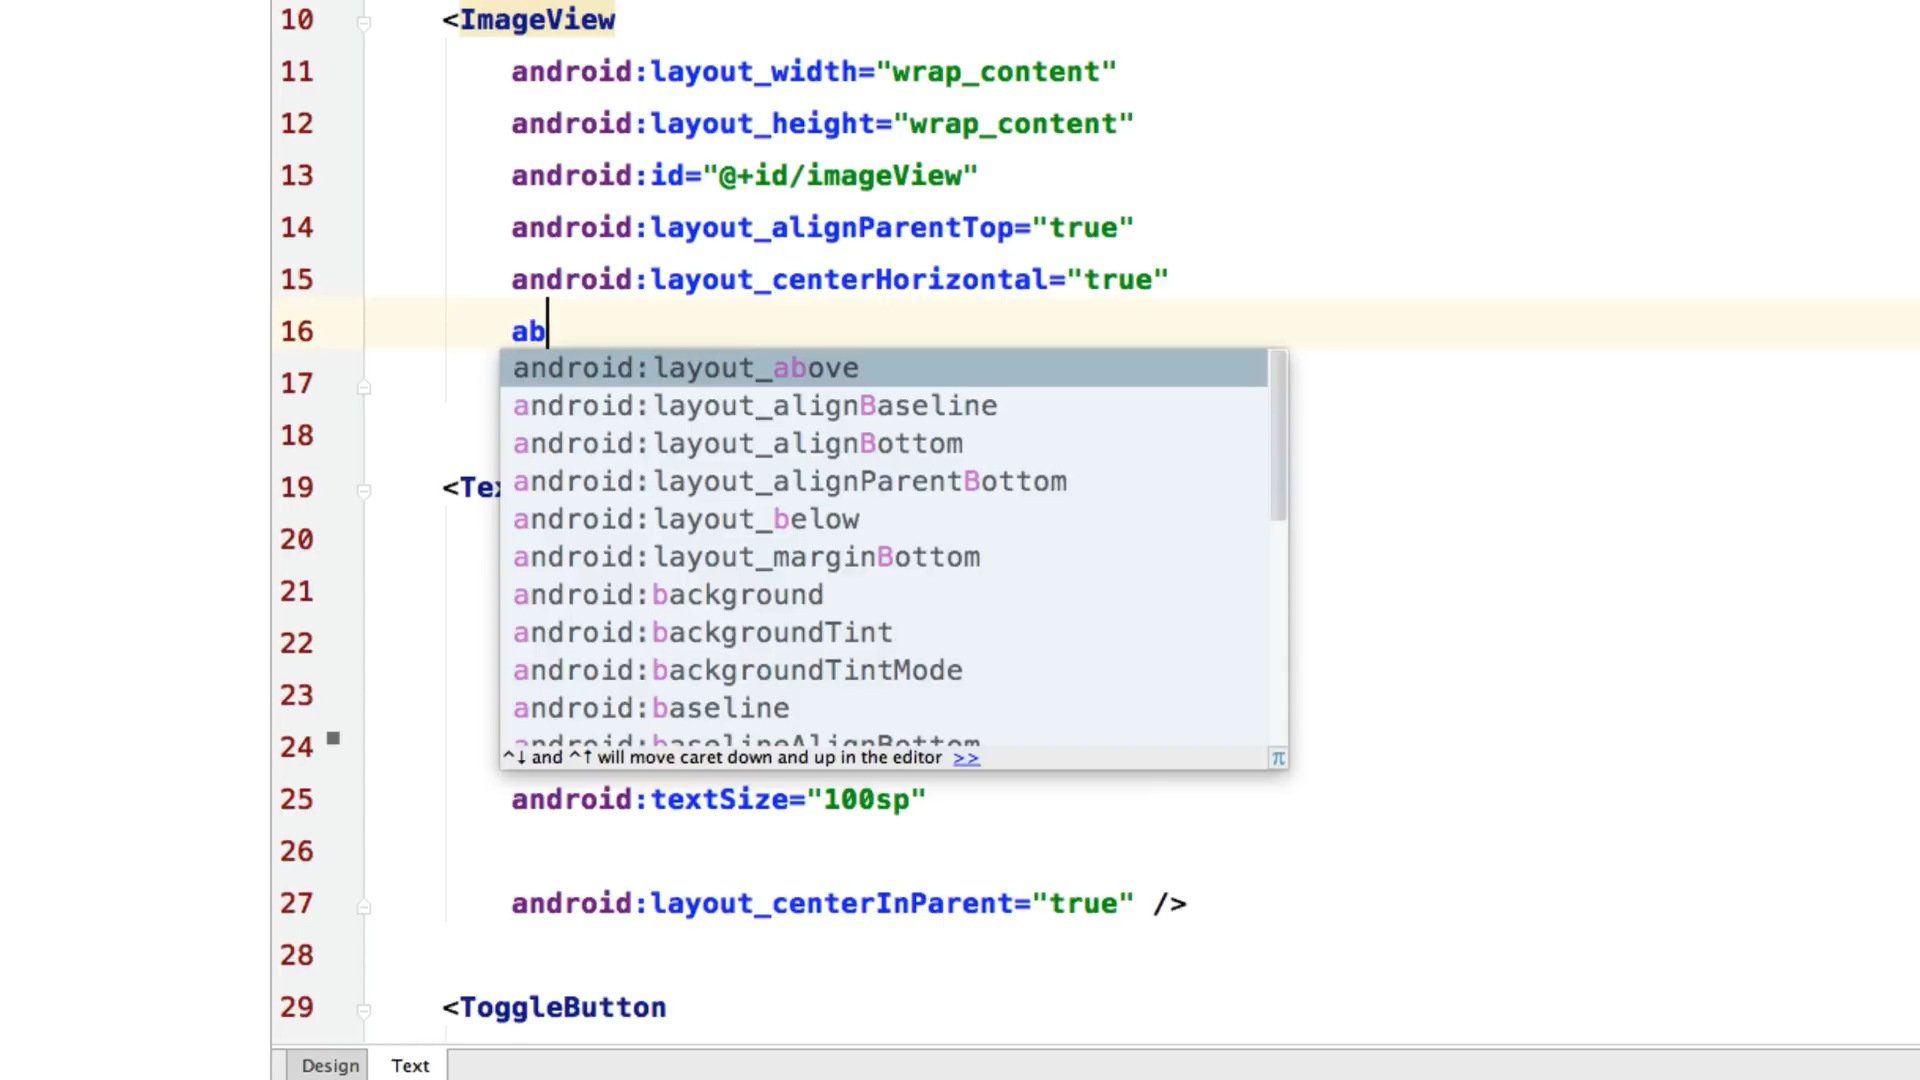 10 <ImageView
11 android:layout_width="wrap_content"
12 android:layout_height="wrap_content"
13 android:id="@+id/imageView"
14 android:layout_alignParentTop="true"
15 android:layout_centerHorizontal="true"
16 ab
android:layout_above
17
android:layout_alignBaseline
18
android:layout_alignBottom
android:layout_alignParentBottom
19 <Tex
android:layout_below
20
android:layout_marginBottom
21
android:background
22
android:backgroundTint
android:backgroundTintMode
23
android:baseline
24
android:baselineAlignBottom
^↓ and ^↑ will move caret down and up in the editor >> π
25 android:textSize="100sp"
26
27 android:layout_centerInParent="true" />
28
29 <ToggleButton
Design Text